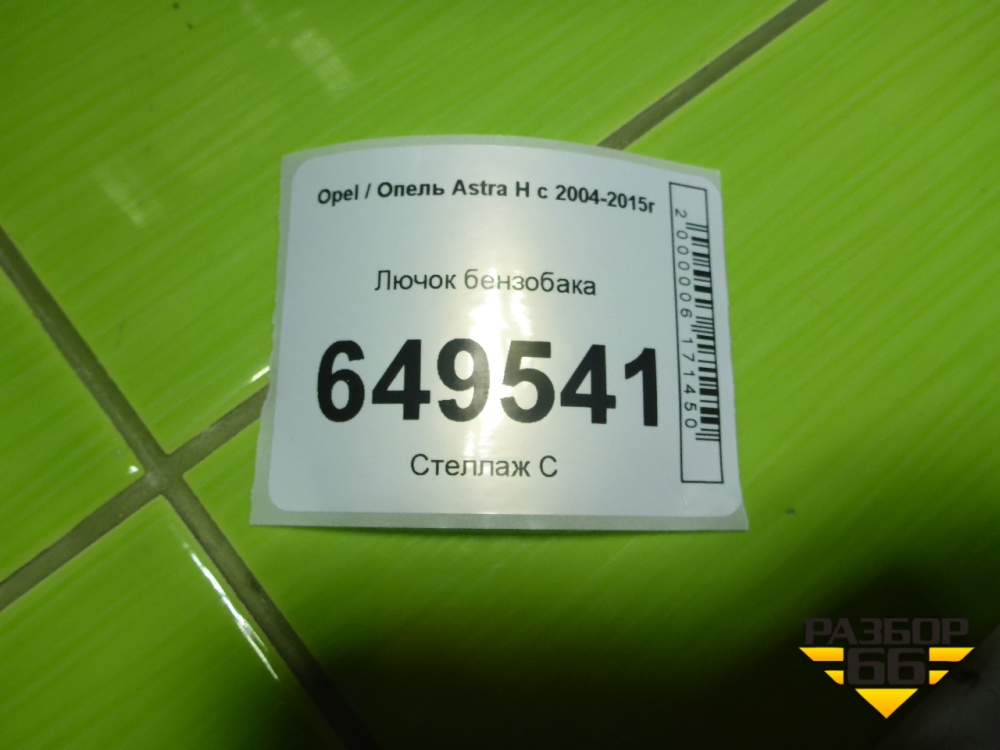 Opel / Опель Astra H с 2004-2015г
Лючок бензобака
649541
Стеллаж С
2000006171450
РАЗБОР
66